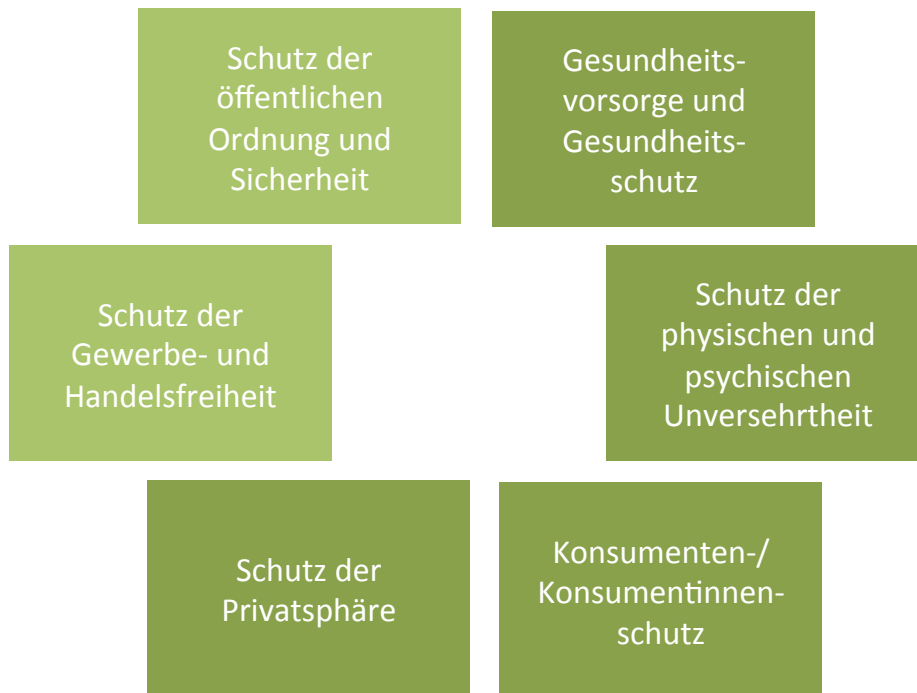 Schutz der
öffentlichen
Ordnung und
Sicherheit
Gesundheits-
vorsorge und
Gesundheits-
schutz
Schutz der
Gewerbe- und
Handelsfreiheit
Schutz der
physischen und
psychischen
Unversehrtheit
Schutz der
Privatsphäre
Konsumenten-/
Konsumentinnen-
schutz